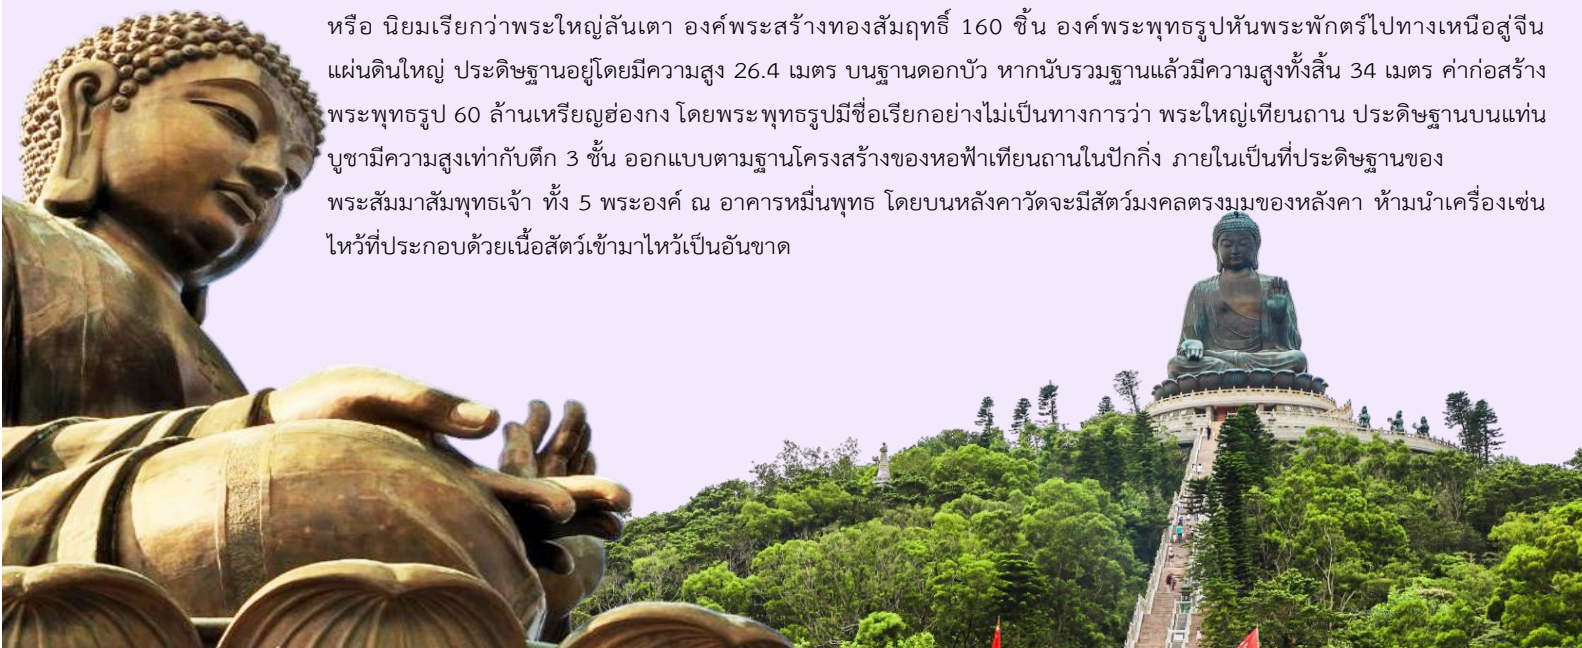 หรือ นิยมเรียกว่าพระใหญ่ลันเตา องค์พระสร้างทองสัมฤทธิ์ 160 ชิ้น องค์พระพุทธรูปหันพระพักตร์ไปทางเหนือสู่จีน
แผ่นดินใหญ่ ประดิษฐานอยู่โดยมีความสูง 26.4 เมตร บนฐานดอกบัว หากนับรวมฐานแล้วมีความสูงทั้งสิ้น 34 เมตร ค่าก่อสร้าง
พระพุทธรูป 60 ล้านเหรียญฮ่องกง โดยพระพุทธรูปมีชื่อเรียกอย่างไม่เป็นทางการว่า พระใหญ่เทียนถาน ประดิษฐานบนแท่น
บูชามีความสูงเท่ากับตึก 3 ชั้น ออกแบบตามฐานโครงสร้างของหอฟ้าเทียนถานในปักกิ่ง ภายในเป็นที่ประดิษฐานของ
พระสัมมาสัมพุทธเจ้า ทั้ง 5 พระองค์ ณ อาคารหมื่นพุทธ โดยบนหลังคาวัดจะมีสัตว์มงคลตรงมุมของหลังคา ห้ามนำเครื่องเซ่น
ไหว้ที่ประกอบด้วยเนื้อสัตว์เข้ามาไหว้เป็นอันขาด